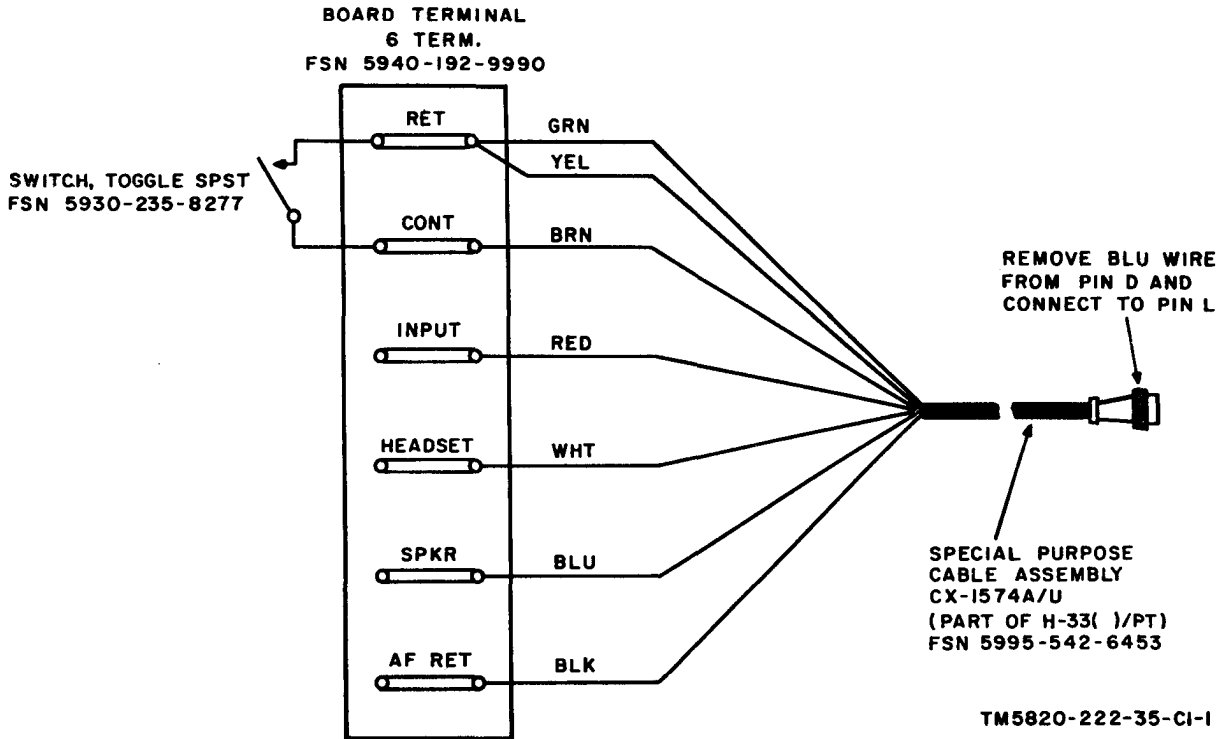 BOARD TERMINAL
6 TERM.
FSN 5940-192-9990
RET
GRN
YEL
SWITCH, TOGGLE SPST
FSN 5930-235-8277
CONT
BRN
REMOVE BLU WIRE
FROM PIN D AND
CONNECT TO PIN L
INPUT
RED
HEADSET
WHT
SPKR
BLU
SPECIAL PURPOSE
CABLE ASSEMBLY
CX-1574A/U
(PART OF H-33( )/PT)
FSN 5995-542-6453
AF RET
BLK
TM5820-222-35-CI-I